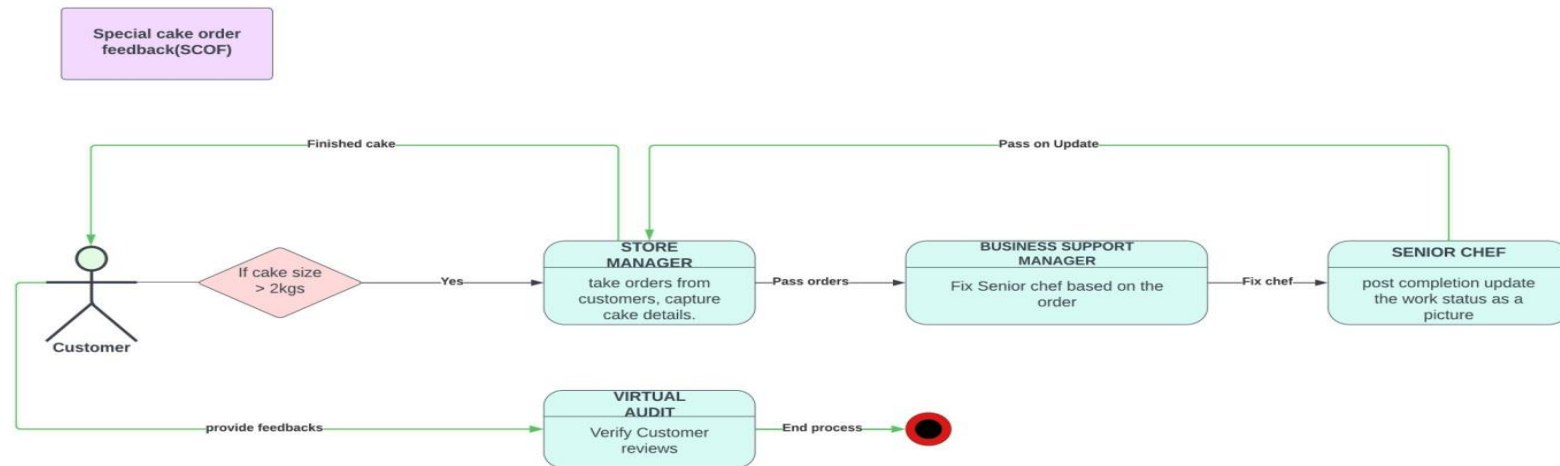 Special cake order
feedback(SCOF)
Finished cake
Pass on Update
If cake size
> 2kgs
Yes
STORE
MANAGER
take orders from
customers, capture
cake details.
Pass orders
BUSINESS SUPPORT
MANAGER
Fix Senior chef based on the
order
Fix chef
SENIOR CHEF
post completion update
the work status as a
picture
Customer
provide feedbacks
VIRTUAL
AUDIT
Verify Customer
reviews
End process